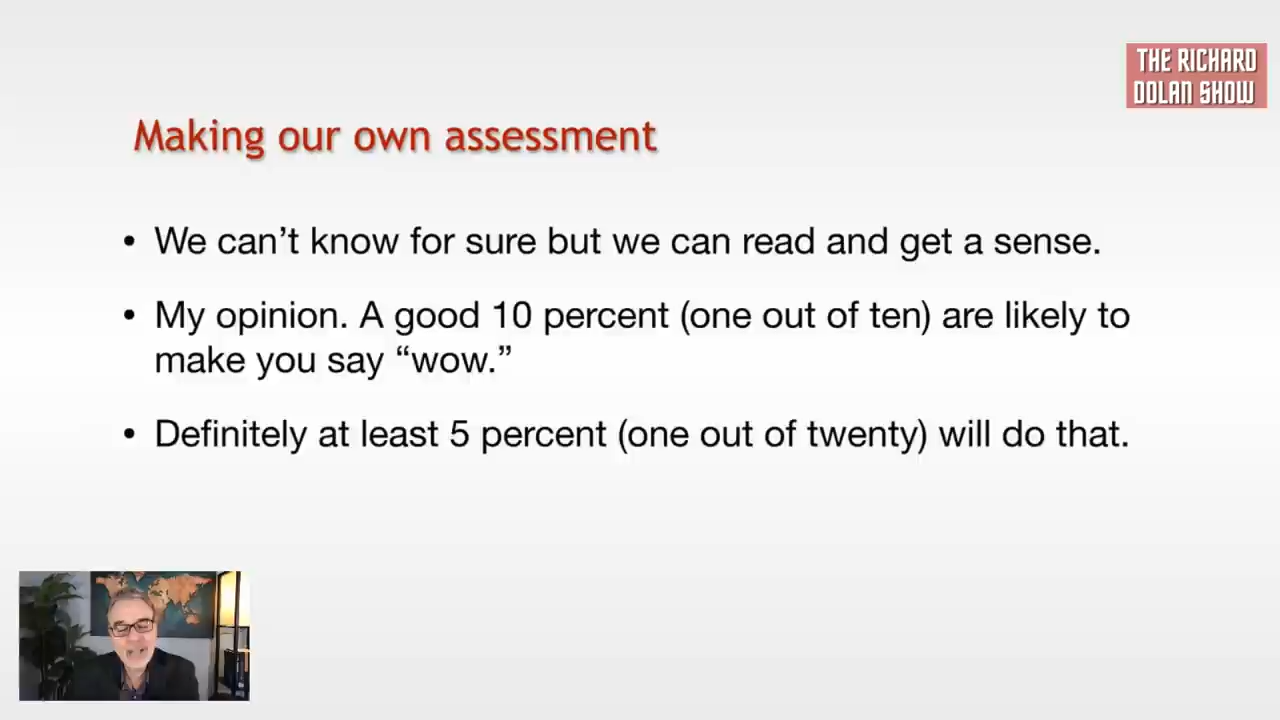 THE RICHARD
DOLAN SHOW
Making our own assessment
• We can’t know for sure but we can read and get a sense.
• My opinion. A good 10 percent (one out of ten) are likely to
make you say “wow.”
• Definitely at least 5 percent (one out of twenty) will do that.